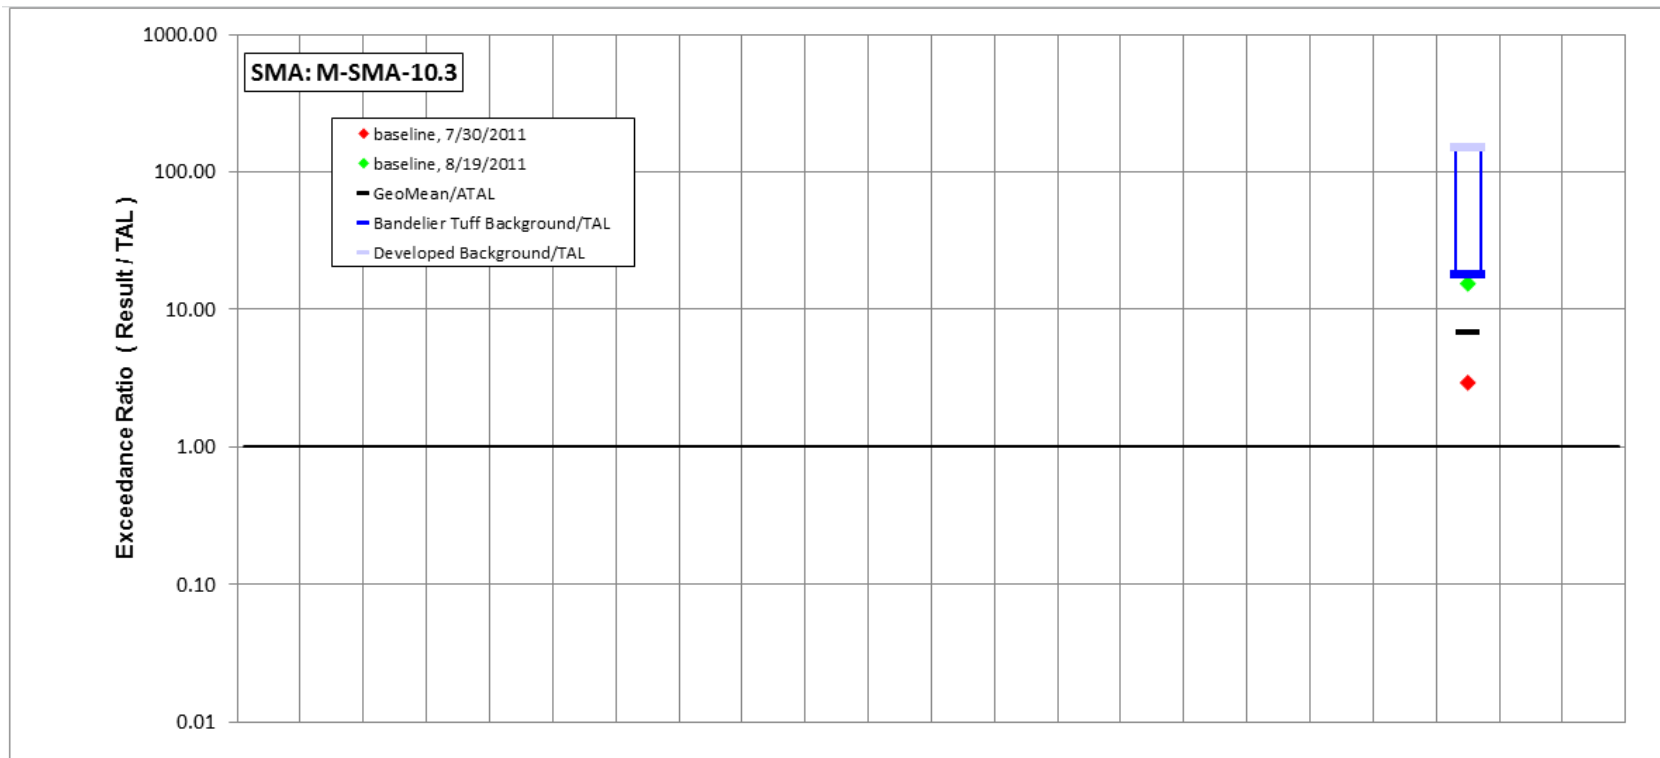 1000.00
SMA: M-SMA-10.3
baseline, 7/30/2011
baseline, 8/19/2011
GeoMean/ATAL
Bandelier Tuff Background/TAL
Developed Background/TAL
100.00
10.00
1.00
0.10
0.01
Exceedance Ratio ( Result / TAL )